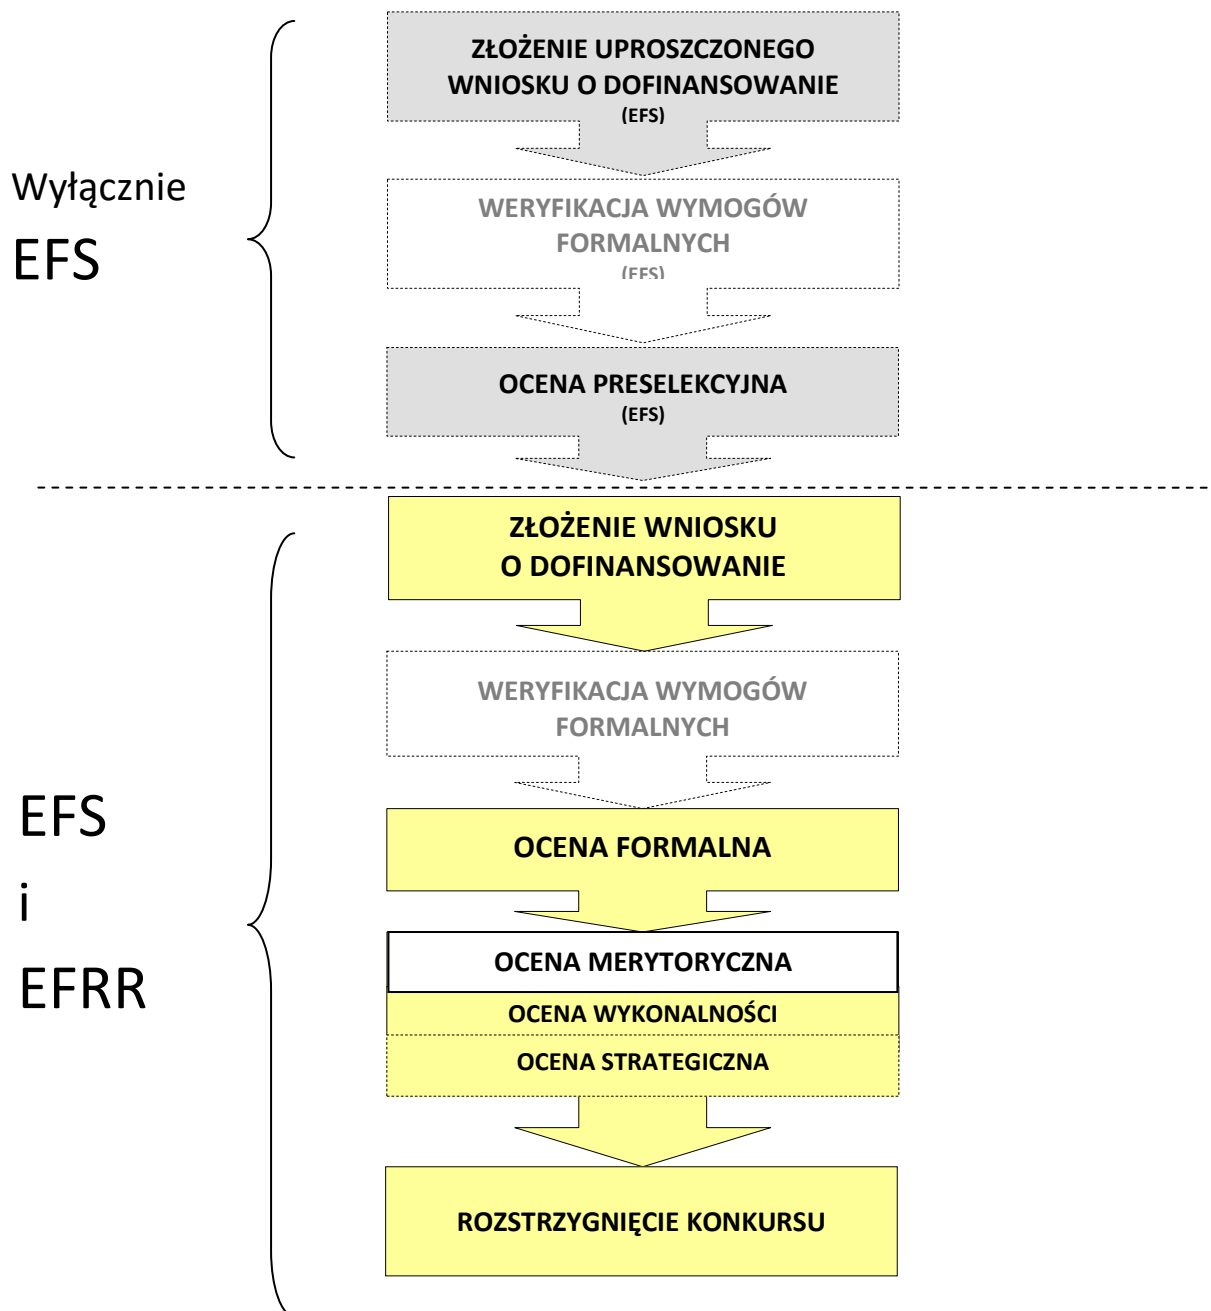 ZŁOŻENIE UPROSZCZONEGO
WNIOSKU O DOFINANSOWANIE
(EFS)
Wyłącznie
EFS
WERYFIKACJA WYMOGÓW
FORMALNYCH
(EFS)
OCENA PRESELEKCYJNA
(EFS)
ZŁOŻENIE WNIOSKU
O DOFINANSOWANIE
WERYFIKACJA WYMOGÓW
FORMALNYCH
EFS
i
EFRR
OCENA FORMALNA
OCENA MERYTORYCZNA
OCENA WYKONALNOŚCI
OCENA STRATEGICZNA
ROZSTRZYGNIĘCIE KONKURSU